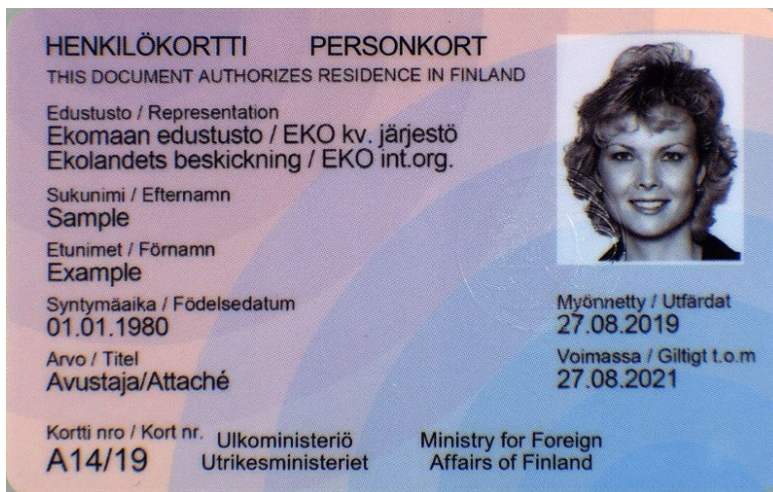 HENKILÖKORTTI PERSONKORT
THIS DOCUMENT AUTHORIZES RESIDENCE IN FINLAND
Edustusto / Representation
Ekomaan edustusto / EKO kv. järjestö
Ekolandets beskickning / EKO int.org.
Sukunimi / Efternamn
Sample
Etunimet / Förnamn
Example
Syntymäaika / Födelsedatum
01.01.1980
Myönnetty / Utfärdat
27.08.2019
Arvo / Titel
Avustaja/Attaché
Voimassa / Giltigt t.o.m
27.08.2021
Kortti nro / Kort nr.
A14/19
Ulkoministeriö
Utrikesministeriet
Ministry for Foreign
Affairs of Finland